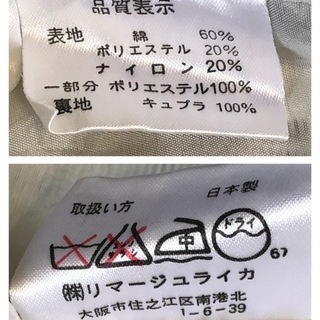 品質表示
表地 綿 60%
ポリエステル 20%
ナイロン 20%
一部分 ポリエステル100%
裏地 キュプラ 100%
取扱い方 日本製
中 ドライ
67
㈱リマージュライカ
大阪市住之江区南港北
1-6-39